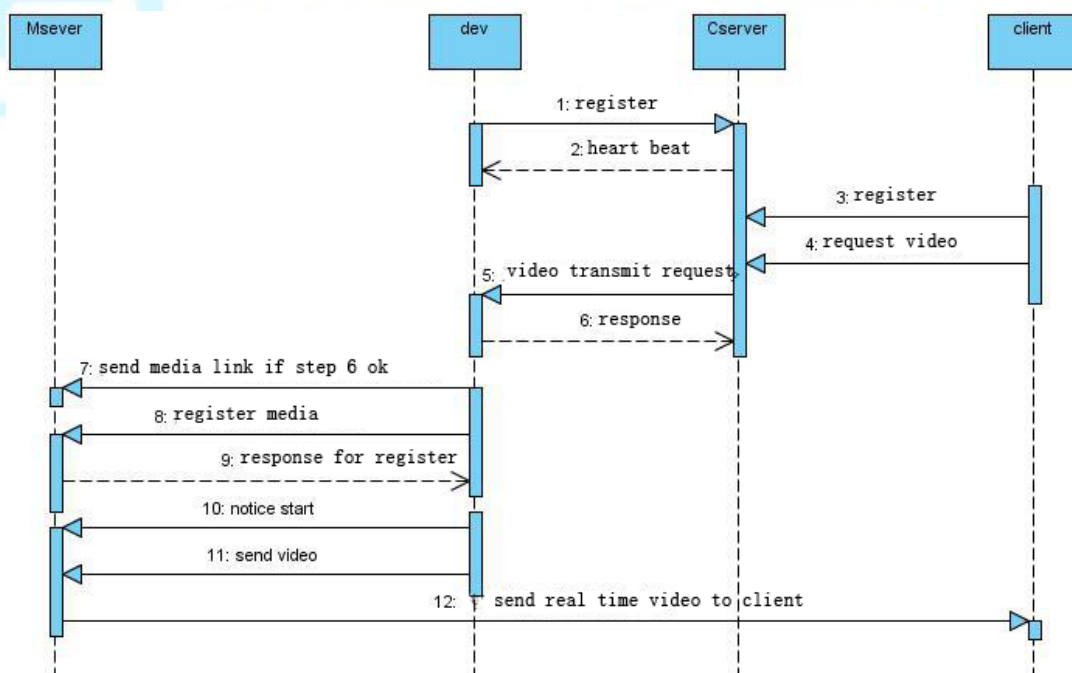 Msever
dev
Cserver
client
1: register
2: heart beat
3: register
4: request video
5: video transmit request
6: response
7: send media link if step 6 ok
8: register media
9: response for register
10: notice start
11: send video
12: send real time video to client